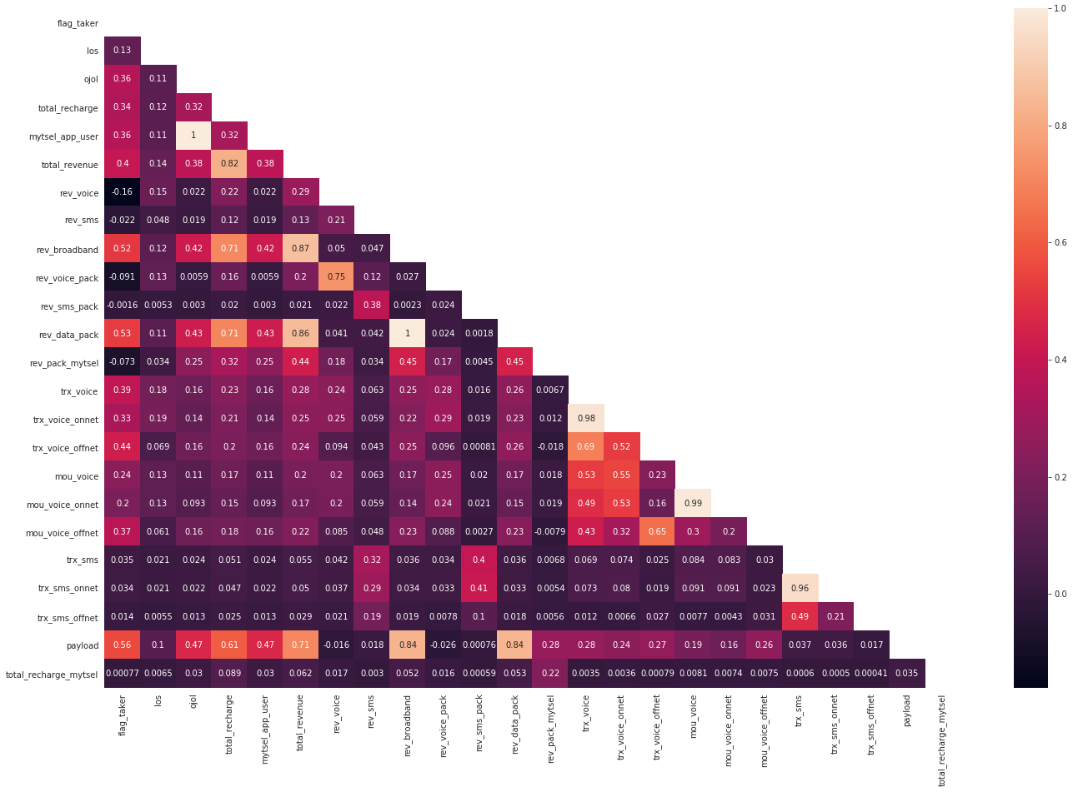 1.0
flag_taker
los 0.13
ojol 0.36 0.11
total_recharge 0.34 0.12 0.32
0.8
mytsel_app_user 0.36 0.11 1 0.32
total_revenue 0.4 0.14 0.38 0.82 0.38
rev_voice -0.16 0.15 0.022 0.22 0.022 0.29
rev_sms -0.022 0.048 0.019 0.12 0.019 0.13 0.21
0.6
rev_broadband 0.52 0.12 0.42 0.71 0.42 0.87 0.05 0.047
rev_voice_pack -0.091 0.13 0.0059 0.16 0.0059 0.2 0.75 0.12 0.027
rev_sms_pack -0.0016 0.0053 0.003 0.02 0.003 0.021 0.022 0.38 0.0023 0.024
rev_data_pack 0.53 0.11 0.43 0.71 0.43 0.86 0.041 0.042 1 0.024 0.0018
0.4
rev_pack_mytsel -0.073 0.034 0.25 0.32 0.25 0.44 0.18 0.034 0.45 0.17 0.0045 0.45
trx_voice 0.39 0.18 0.16 0.23 0.16 0.28 0.24 0.063 0.25 0.28 0.016 0.26 0.0067
trx_voice_onnet 0.33 0.19 0.14 0.21 0.14 0.25 0.25 0.059 0.22 0.29 0.019 0.23 0.012 0.98
trx_voice_offnet 0.44 0.069 0.16 0.2 0.16 0.24 0.094 0.043 0.25 0.096 0.00081 0.26 -0.018 0.69 0.52
0.2
mou_voice 0.24 0.13 0.11 0.17 0.11 0.2 0.2 0.063 0.17 0.25 0.02 0.17 0.018 0.53 0.55 0.23
mou_voice_onnet 0.2 0.13 0.093 0.15 0.093 0.17 0.2 0.059 0.14 0.24 0.021 0.15 0.019 0.49 0.53 0.16 0.99
mou_voice_offnet 0.37 0.061 0.16 0.18 0.16 0.22 0.085 0.048 0.23 0.088 0.0027 0.23 -0.0079 0.43 0.32 0.65 0.3 0.2
trx_sms 0.035 0.021 0.024 0.051 0.024 0.055 0.042 0.32 0.036 0.034 0.4 0.036 0.0068 0.069 0.074 0.025 0.084 0.083 0.03
trx_sms_onnet 0.034 0.021 0.022 0.047 0.022 0.05 0.037 0.29 0.034 0.033 0.41 0.033 0.0054 0.073 0.08 0.019 0.091 0.091 0.023 0.96
0.0
trx_sms_offnet 0.014 0.0055 0.013 0.025 0.013 0.029 0.021 0.19 0.019 0.0078 0.1 0.018 0.0056 0.012 0.0066 0.027 0.0077 0.0043 0.031 0.49 0.21
payload 0.56 0.1 0.47 0.61 0.47 0.71 -0.016 0.018 0.84 -0.026 0.00076 0.84 0.28 0.28 0.24 0.27 0.19 0.16 0.26 0.037 0.036 0.017
total_recharge_mytsel 0.00077 0.0065 0.03 0.089 0.03 0.062 0.017 0.003 0.052 0.016 0.00059 0.053 0.22 0.0035 0.0036 0.00079 0.0081 0.0074 0.0075 0.0006 0.0005 0.00041 0.035
flag_taker
los
ojol
total_recharge
mytsel_app_user
total_revenue
rev_voice
rev_sms
rev_broadband
rev_voice_pack
rev_sms_pack
rev_data_pack
rev_pack_mytsel
trx_voice
trx_voice_onnet
trx_voice_offnet
mou_voice
mou_voice_onnet
mou_voice_offnet
trx_sms
trx_sms_onnet
trx_sms_offnet
payload
total_recharge_mytsel